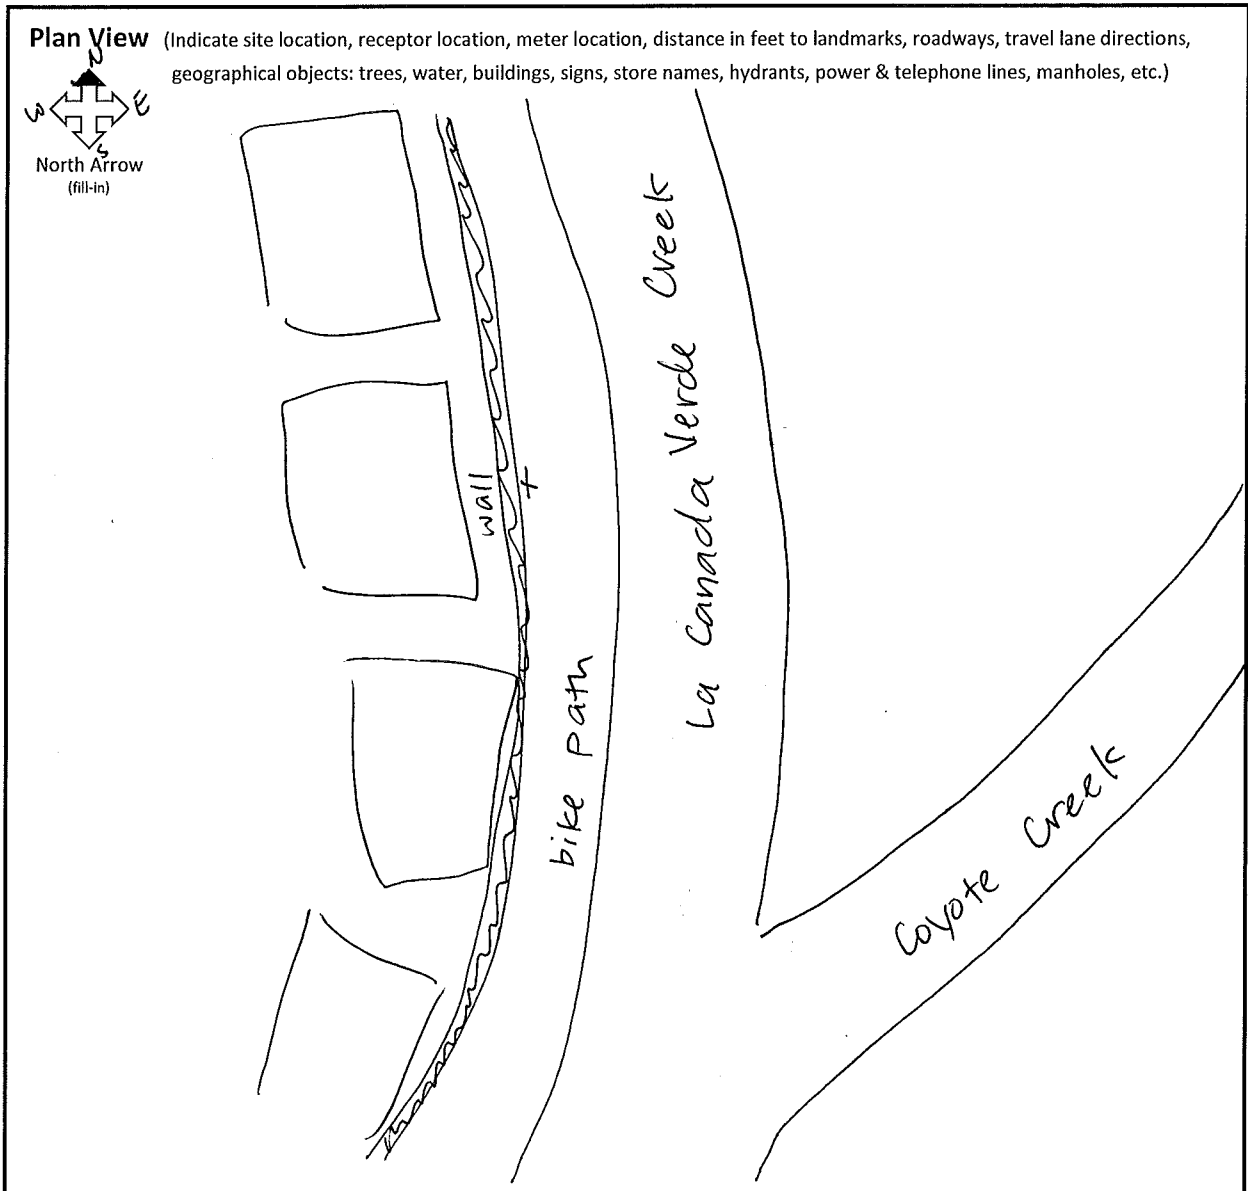 Plan View (Indicate site location, receptor location, meter location, distance in feet to landmarks, roadways, travel lane directions,
geographical objects: trees, water, buildings, signs, store names, hydrants, power & telephone lines, manholes, etc.)
N
W E
S
North Arrow
(fill-in)
La Canada Verde Creek
wall
bike path
Coyote Creek